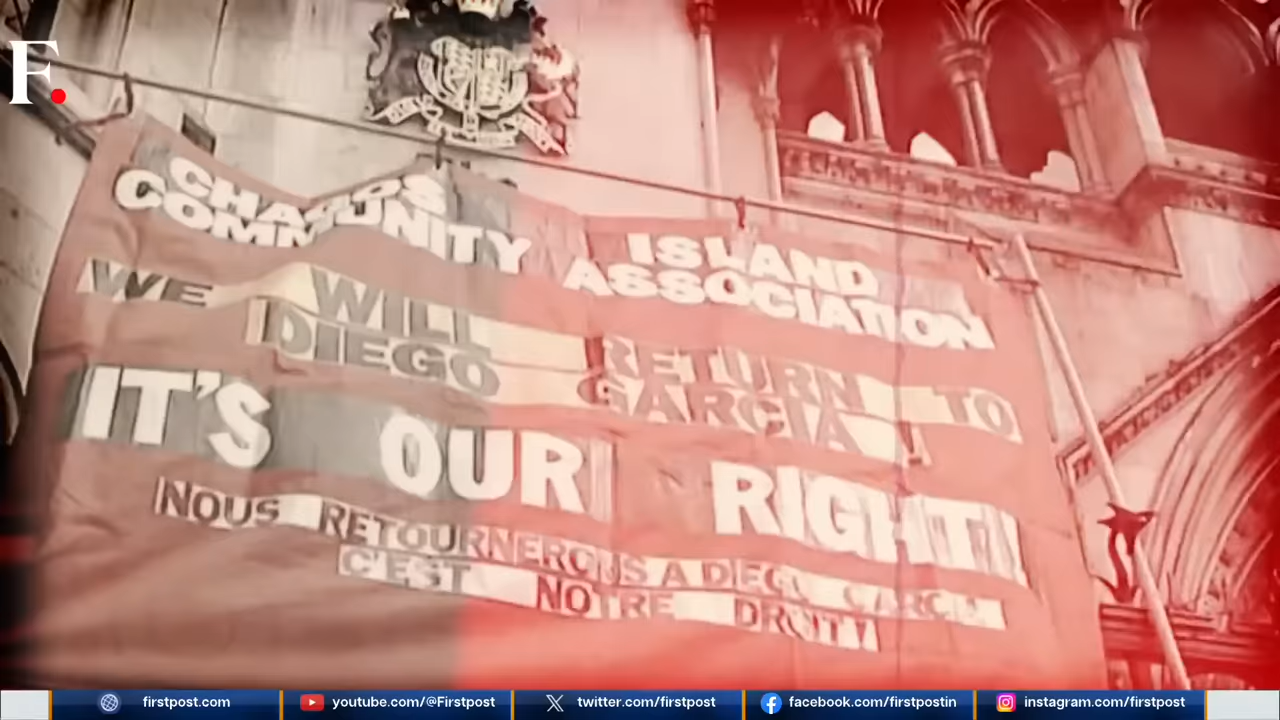 F.
CHAGOS ISLAND
COMMUNITY ASSOCIATION
WE WILL RETURN TO
DIEGO GARCIA!
IT'S OUR RIGHT!
NOUS RETOURNERONS A DIEGO GARCIA
C'EST NOTRE DROIT!
firstpost.com
youtube.com/@Firstpost
twitter.com/firstpost
facebook.com/firstpostin
instagram.com/firstpost